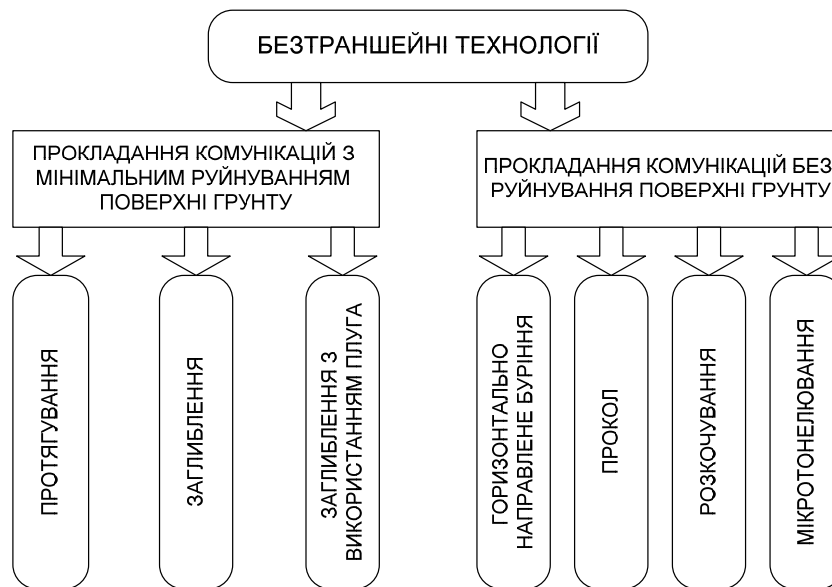 БЕЗТРАНШЕЙНІ ТЕХНОЛОГІЇ
ПРОКЛАДАННЯ КОМУНІКАЦІЙ З
МІНІМАЛЬНИМ РУЙНУВАННЯМ
ПОВЕРХНІ ГРУНТУ
ПРОКЛАДАННЯ КОМУНІКАЦІЙ БЕЗ
РУЙНУВАННЯ ПОВЕРХНІ ГРУНТУ
ПРОТЯГУВАННЯ
ЗАГЛИБЛЕННЯ
ЗАГЛИБЛЕННЯ З
ВИКОРИСТАННЯМ ПЛУГА
ГОРИЗОНТАЛЬНО
НАПРАВЛЕНЕ БУРІННЯ
ПРОКОЛ
РОЗКОЧУВАННЯ
МІКРОТОНЕЛЮВАННЯ